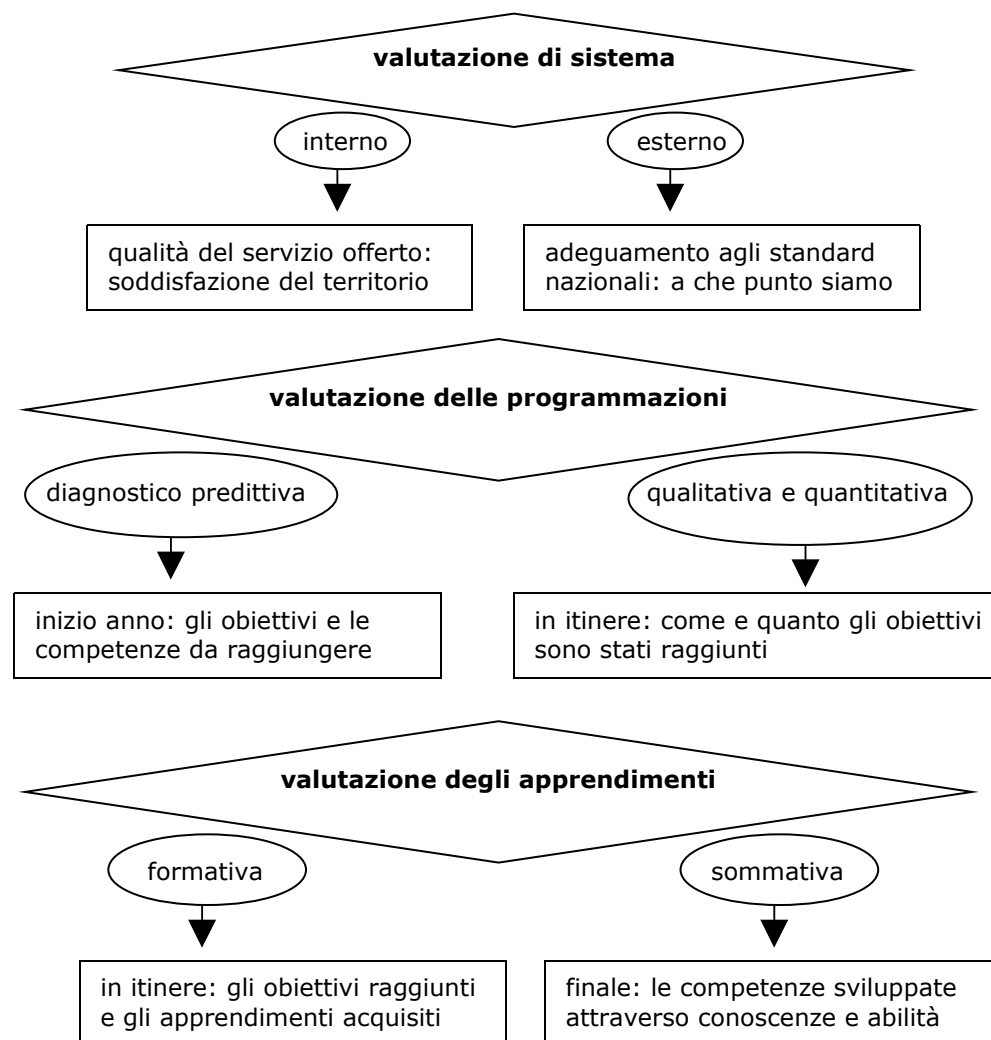 valutazione di sistema
interno
esterno
qualità del servizio offerto:
soddisfazione del territorio
adeguamento agli standard
nazionali: a che punto siamo
valutazione delle programmazioni
diagnostico predittiva
qualitativa e quantitativa
inizio anno: gli obiettivi e le
competenze da raggiungere
in itinere: come e quanto gli obiettivi
sono stati raggiunti
valutazione degli apprendimenti
formativa
sommativa
in itinere: gli obiettivi raggiunti
e gli apprendimenti acquisiti
finale: le competenze sviluppate
attraverso conoscenze e abilità